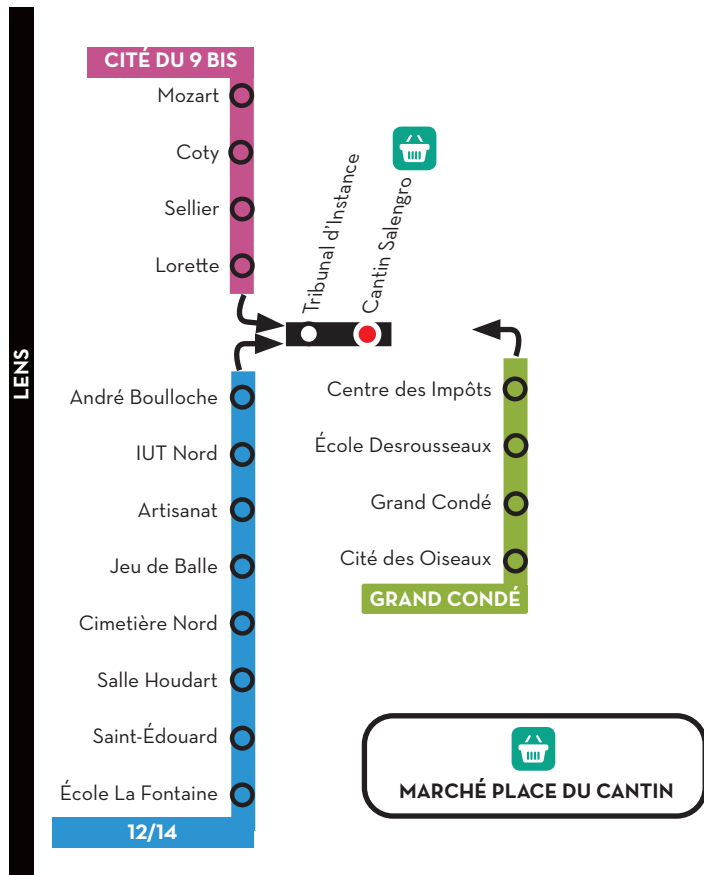 LENS
CITÉ DU 9 BIS
Mozart
Coty
Sellier
Lorette
Tribunal d'Instance
Cantin Salengro
André Boulloche
IUT Nord
Artisanat
Jeu de Balle
Cimetière Nord
Salle Houdart
Saint-Édouard
École La Fontaine
12/14
Centre des Impôts
École Desrousseaux
Grand Condé
Cité des Oiseaux
GRAND CONDÉ
MARCHÉ PLACE DU CANTIN